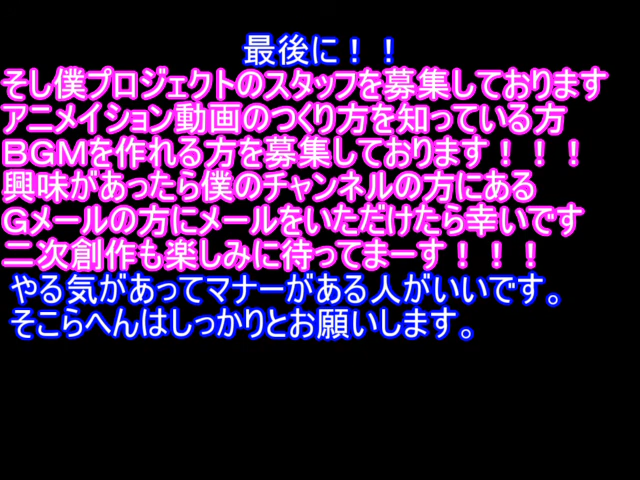 最後に！！
そし僕プロジェクトのスタッフを募集しております
アニメイション動画のつくり方を知っている方
ＢＧＭを作れる方を募集しております！！！
興味があったら僕のチャンネルの方にある
Ｇメールの方にメールをいただけたら幸いです
二次創作も楽しみに待ってまーす！！！
やる気があってマナーがある人がいいです。
そこらへんはしっかりとお願いします。